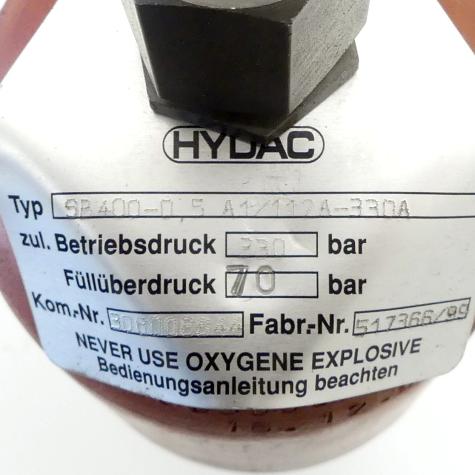 HYDAC
Typ SB400-0,5 A1/112A-330A
zul. Betriebsdruck 330 bar
Füllüberdruck 70 bar
Kom.-Nr. Fabr.-Nr. 517366/99
NEVER USE OXYGENE EXPLOSIVE
Bedienungsanleitung beachten